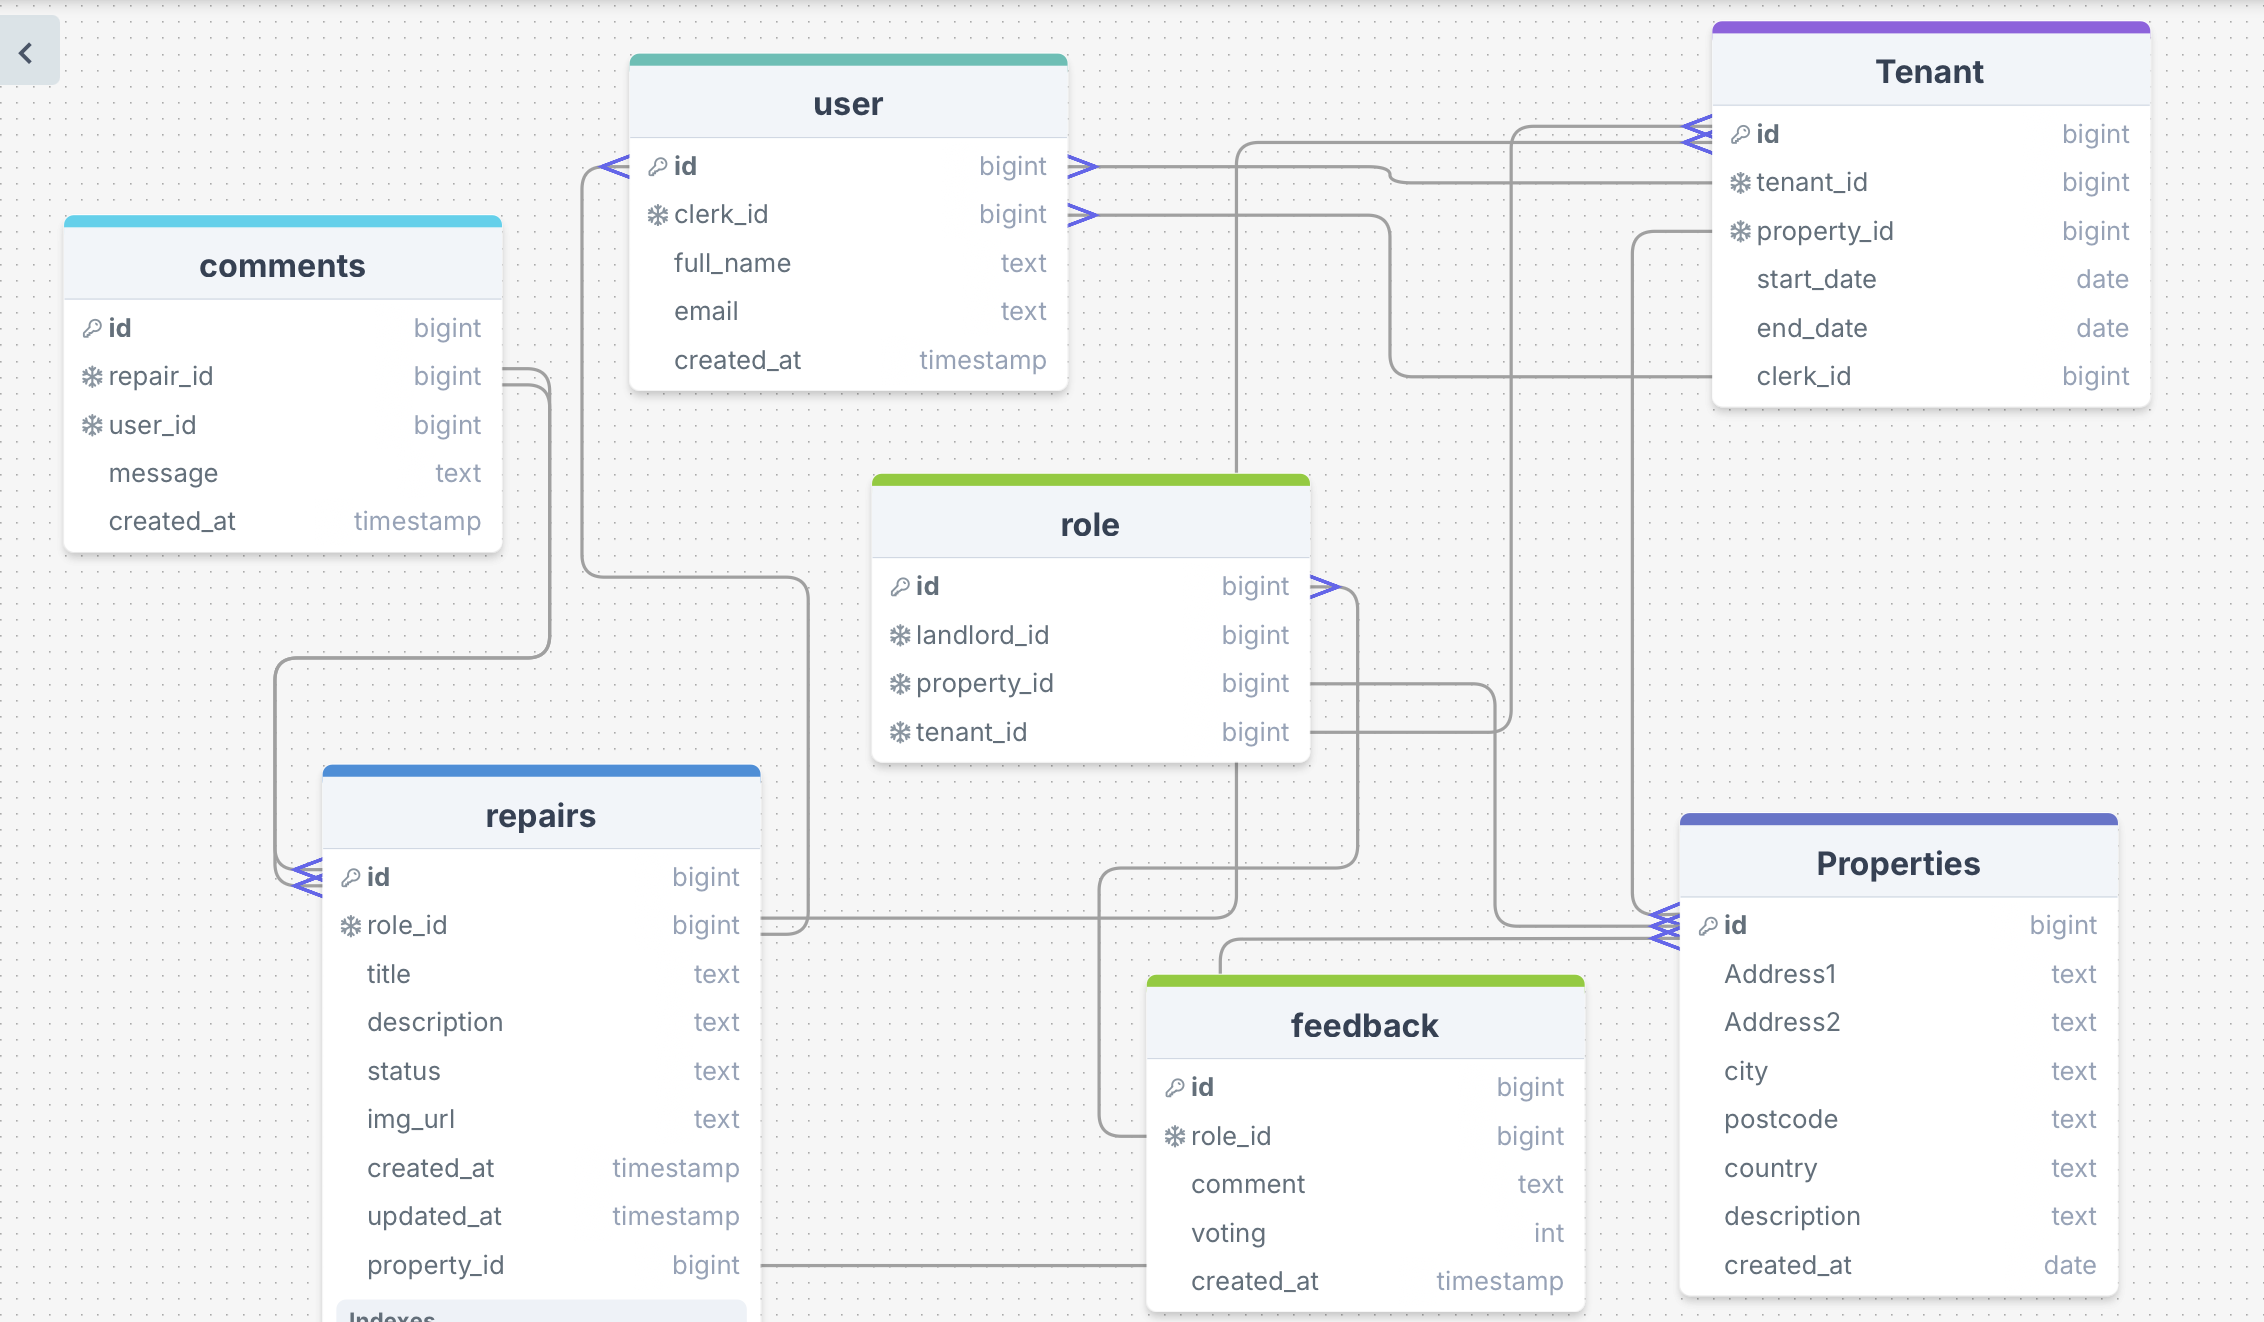 user
id bigint
clerk_id bigint
full_name text
email text
created_at timestamp
Tenant
id bigint
tenant_id bigint
property_id bigint
start_date date
end_date date
clerk_id bigint
comments
id bigint
repair_id bigint
user_id bigint
message text
created_at timestamp
role
id bigint
landlord_id bigint
property_id bigint
tenant_id bigint
repairs
id bigint
role_id bigint
title text
description text
status text
img_url text
created_at timestamp
updated_at timestamp
property_id bigint
Indexes
feedback
id bigint
role_id bigint
comment text
voting int
created_at timestamp
Properties
id bigint
Address1 text
Address2 text
city text
postcode text
country text
description text
created_at date